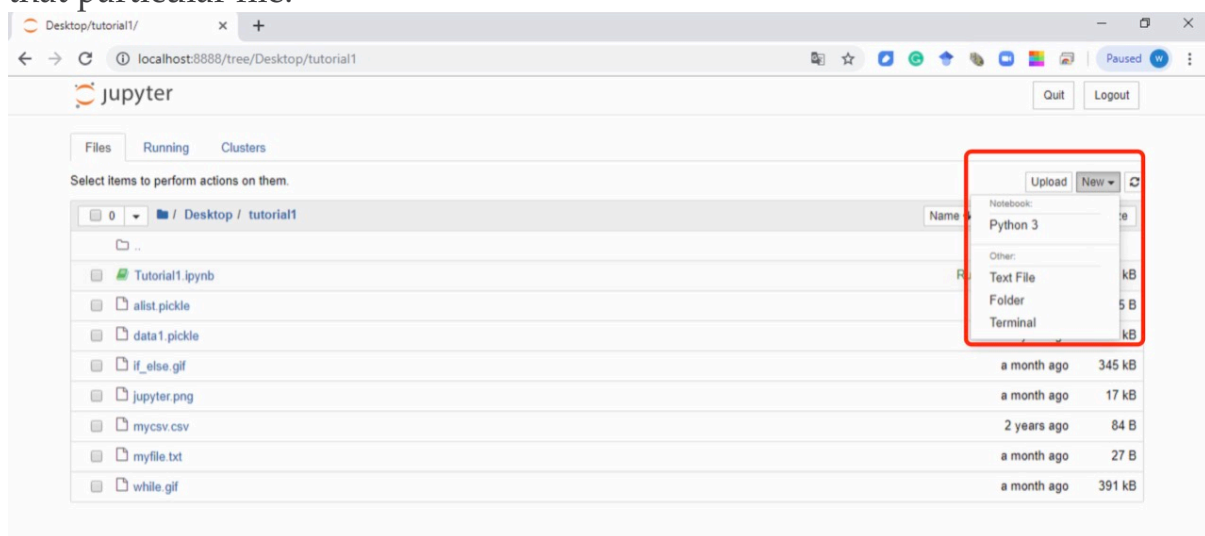 that particular file.
Desktop/tutorial1/
localhost:8888/tree/Desktop/tutorial1
Paused W
jupyter
Quit Logout
Files Running Clusters
Select items to perform actions on them.
Upload New
0 / Desktop / tutorial1
Name
Notebook:
Python 3
..
Other:
Tutorial1.ipynb
kB
Text File
alist.pickle
Folder
5 B
data1.pickle
Terminal
kB
if_else.gif a month ago 345 kB
jupyter.png a month ago 17 kB
mycsv.csv 2 years ago 84 B
myfile.txt a month ago 27 B
while.gif a month ago 391 kB